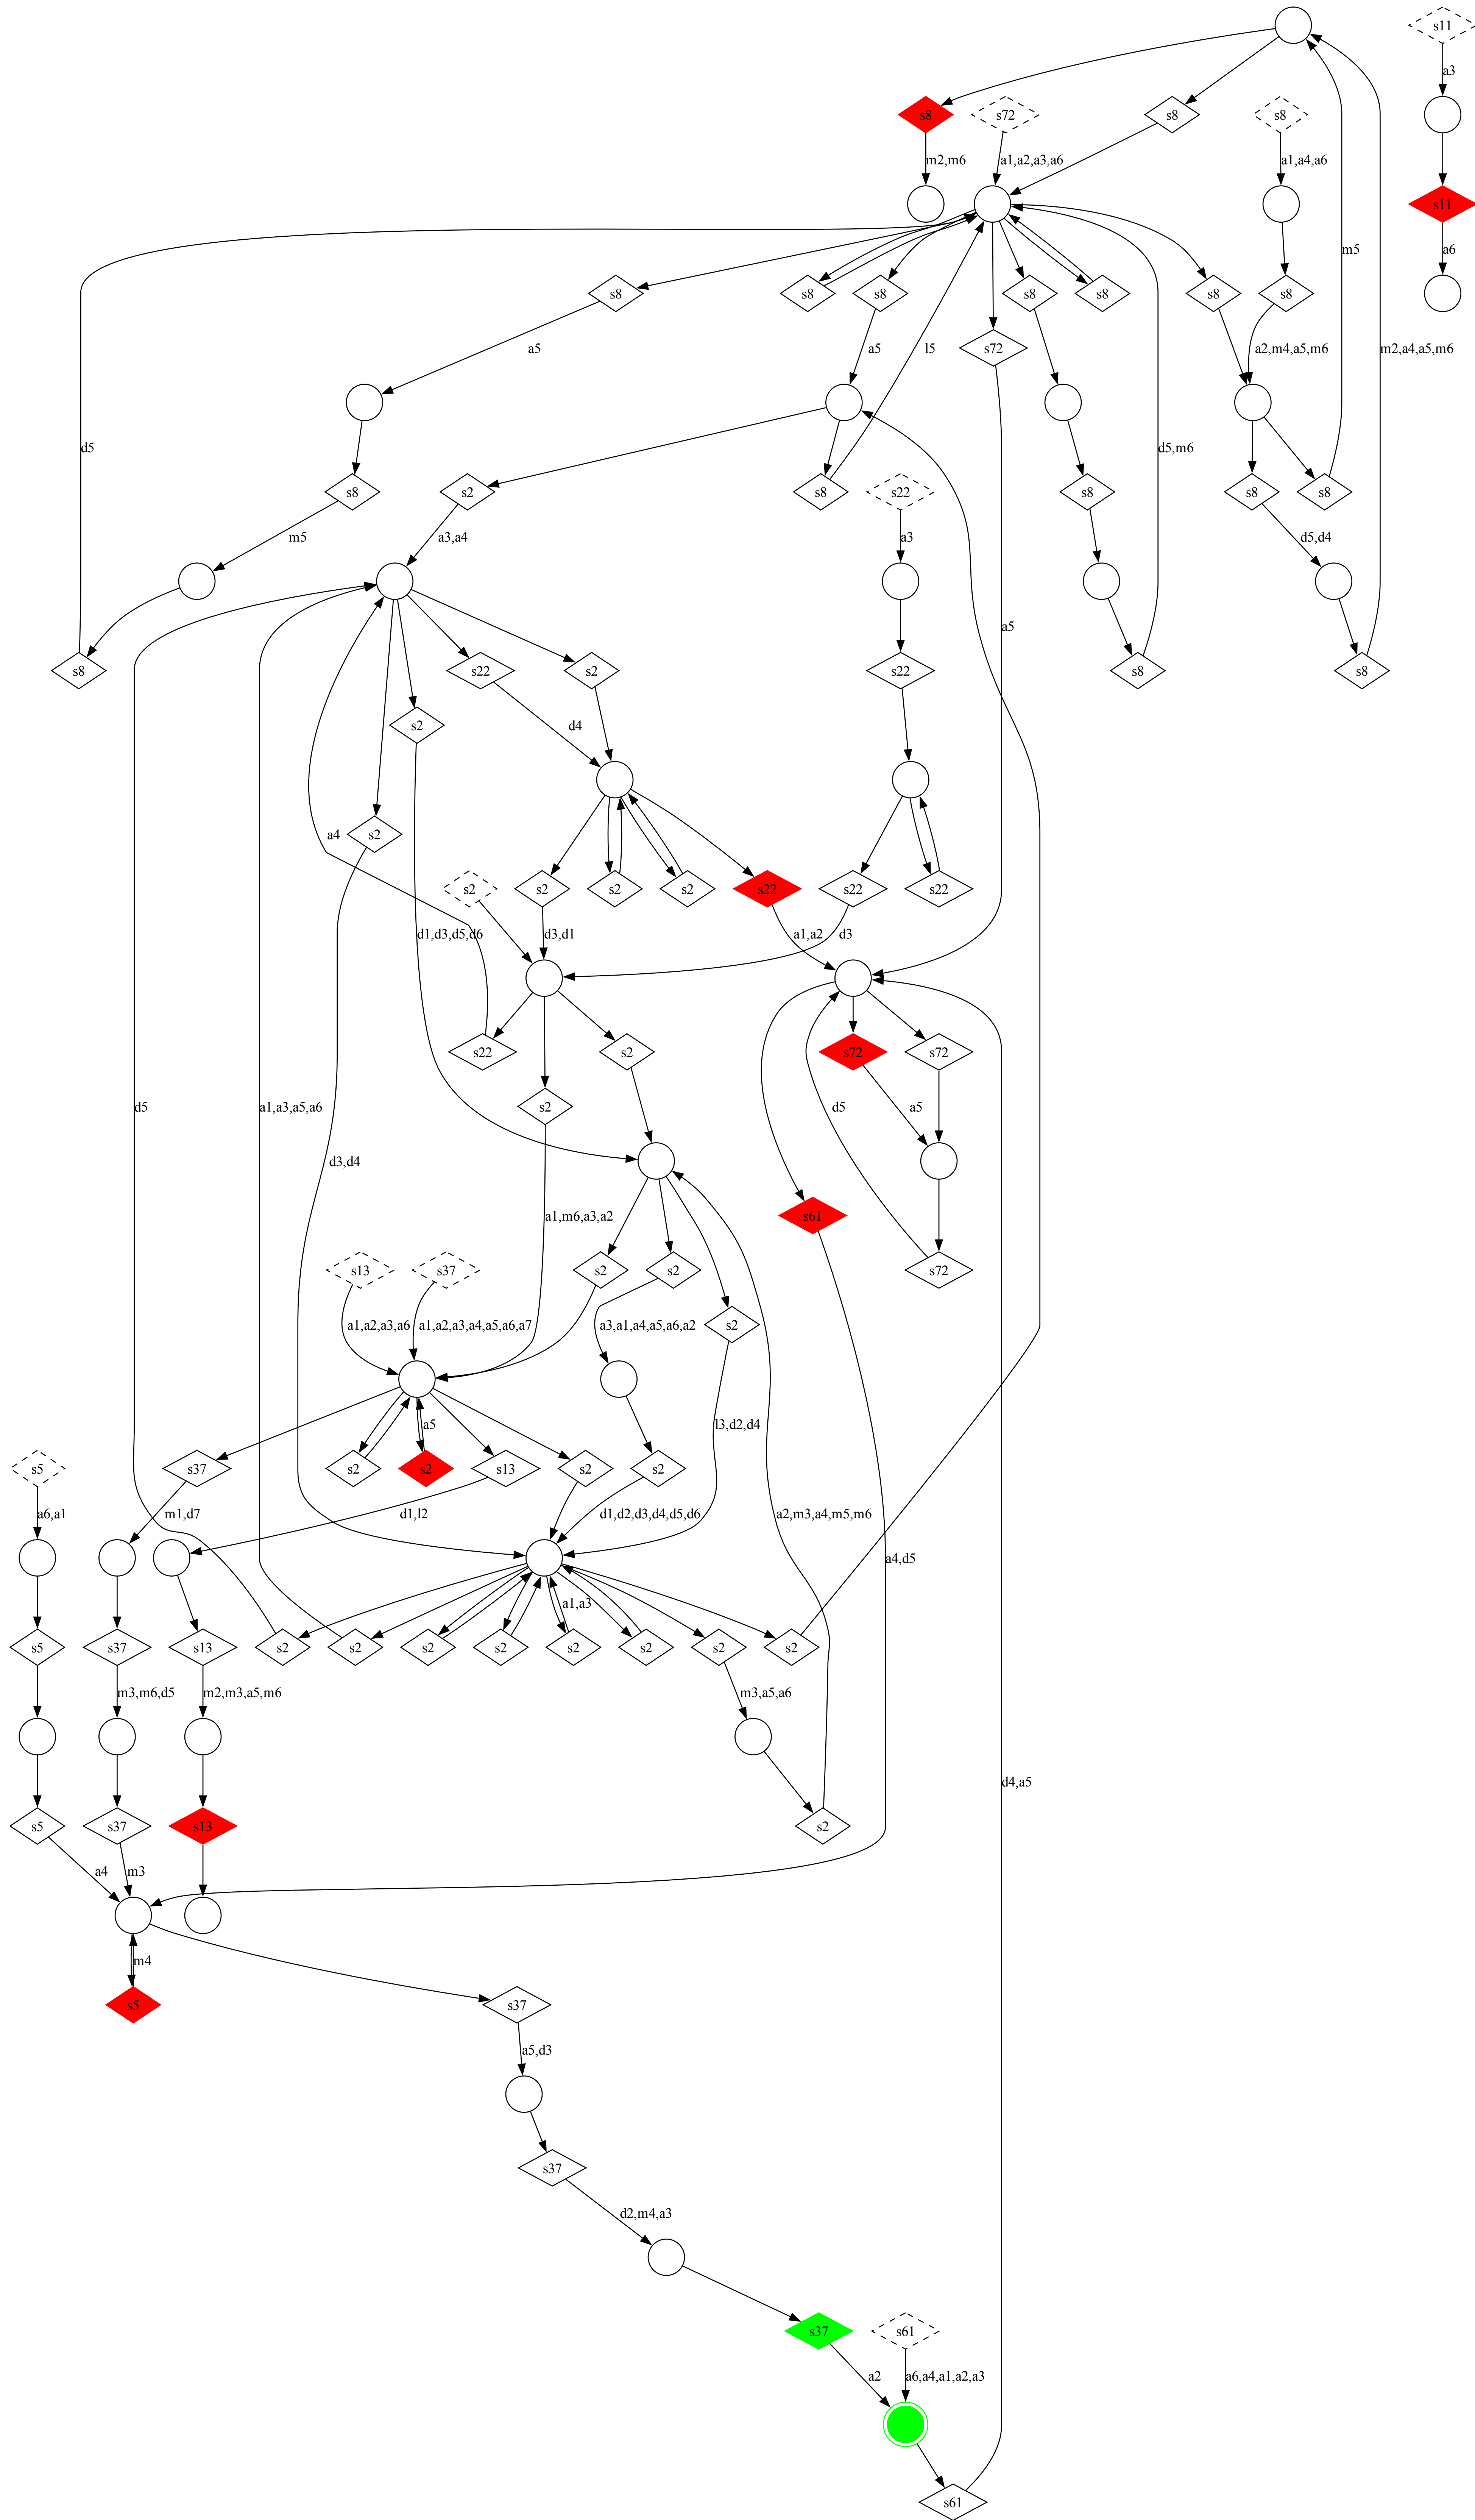 s11
a3
s8
s72
s8
s8
m2,m6
a1,a2,a3,a6
a1,a4,a6
s11
m5
a6
s8
s8
s8
s8
s8
s8
s8
a5
a5
l5
s72
a2,m4,a5,m6
m2,a4,a5,m6
d5
d5,m6
s8
s2
s8
s22
s8
s8
s8
m5
a3,a4
a3
d5,d4
a5
s8
s22
s2
s22
s8
s8
s2
d4
a4
s2
s2
s2
s2
s2
s22
s22
s22
d1,d3,d5,d6
d3,d1
a1,a2
d3
s22
s2
s72
s72
d5
a1,a3,a5,a6
s2
a5
d5
d3,d4
a1,m6,a3,a2
s61
s13
s37
s2
s2
s72
a1,a2,a3,a6
a1,a2,a3,a4,a5,a6,a7
a3,a1,a4,a5,a6,a2
s2
a5
l3,d2,d4
s5
s37
s2
s2
s13
s2
s2
a6,a1
m1,d7
d1,l2
d1,d2,d3,d4,d5,d6
a2,m3,a4,m5,m6
a4,d5
a1,a3
s5
s37
s13
s2
s2
s2
s2
s2
s2
s2
s2
m3,m6,d5
m2,m3,a5,m6
m3,a5,a6
d4,a5
s5
s37
s13
s2
a4
m3
m4
s5
s37
a5,d3
s37
d2,m4,a3
s37
s61
a2
a6,a4,a1,a2,a3
s61